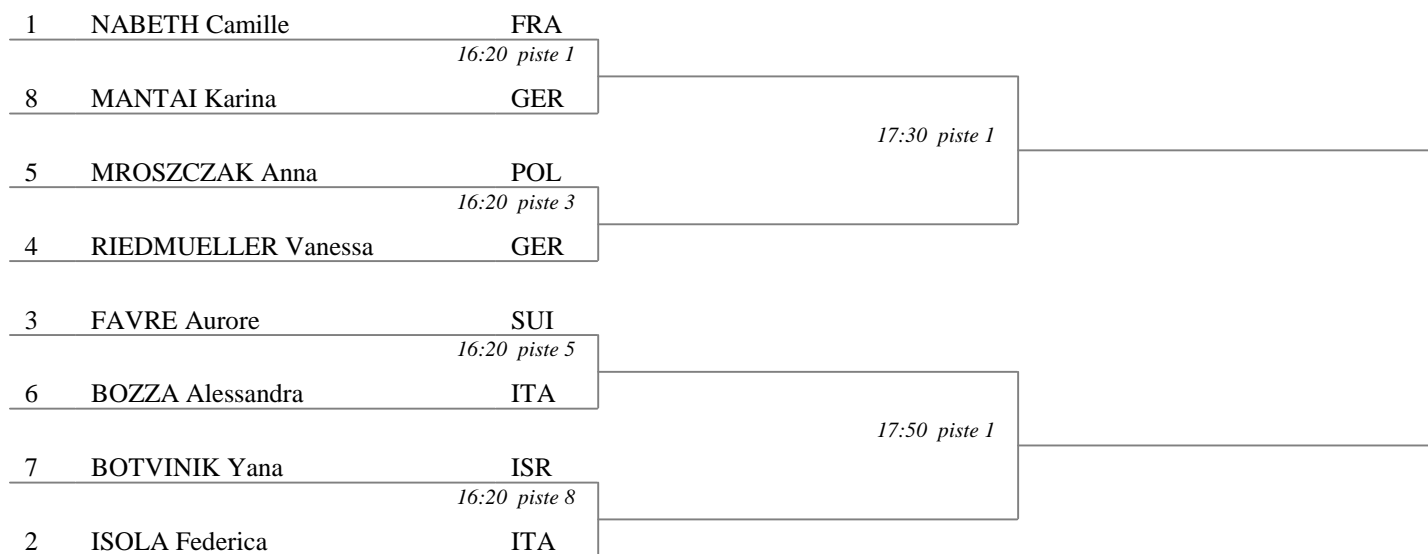 1 NABETH Camille FRA
16:20 piste 1
8 MANTAI Karina GER
17:30 piste 1
5 MROSZCZAK Anna POL
16:20 piste 3
4 RIEDMUELLER Vanessa GER
3 FAVRE Aurore SUI
16:20 piste 5
6 BOZZA Alessandra ITA
17:50 piste 1
7 BOTVINIK Yana ISR
16:20 piste 8
2 ISOLA Federica ITA